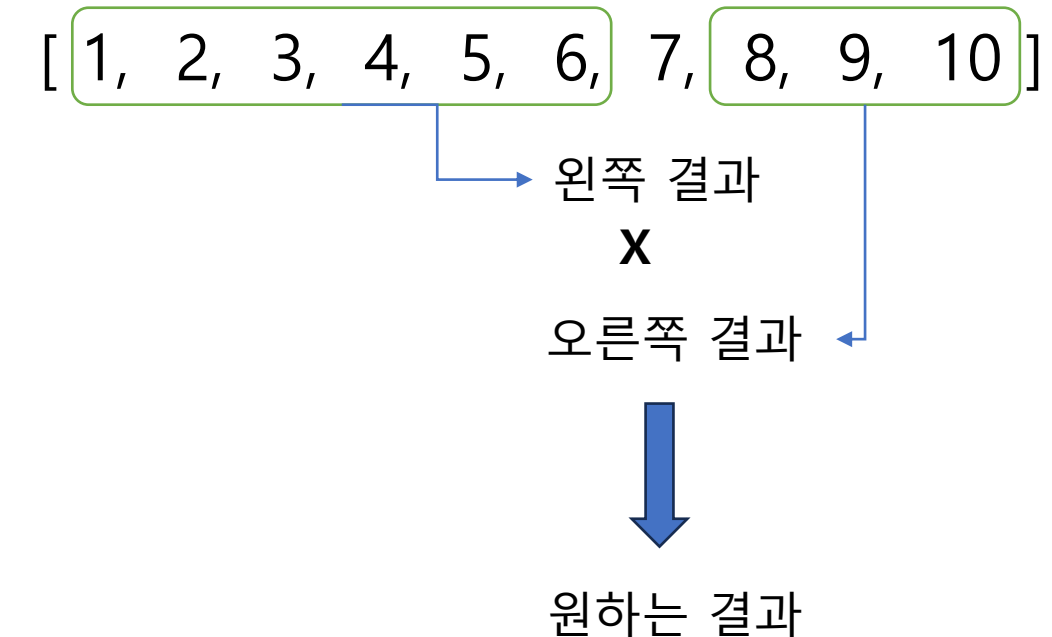 [ 1, 2, 3, 4, 5, 6, 7, 8, 9, 10 ]
왼쪽 결과
X
오른쪽 결과
원하는 결과